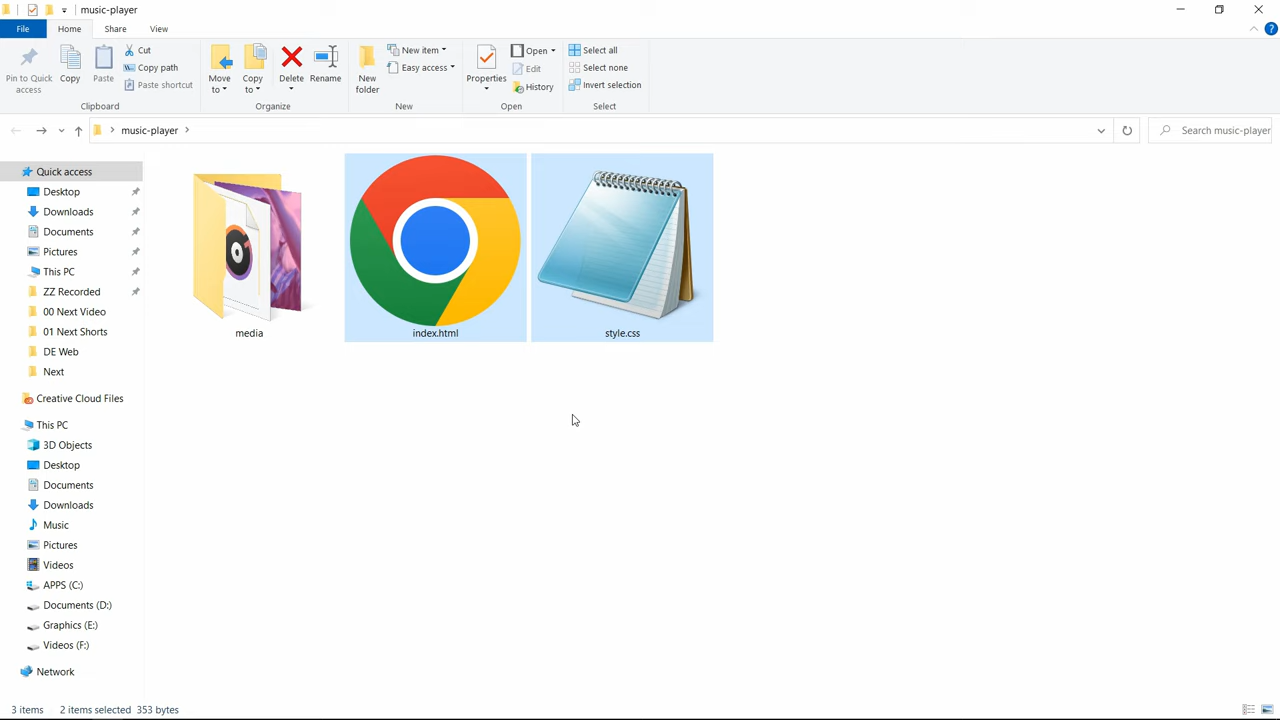 music-player
File Home Share View
Pin to Quick access
Copy
Paste
Cut
Copy path
Paste shortcut
Clipboard
Move to
Copy to
Delete
Rename
Organize
New folder
New item
Easy access
New
Properties
Open
Edit
History
Open
Select all
Select none
Invert selection
Select
music-player
Search music-player
Quick access
Desktop
Downloads
Documents
Pictures
This PC
ZZ Recorded
00 Next Video
01 Next Shorts
DE Web
Next
Creative Cloud Files
This PC
3D Objects
Desktop
Documents
Downloads
Music
Pictures
Videos
APPS (C:)
Documents (D:)
Graphics (E:)
Videos (F:)
Network
media
index.html
style.css
3 items 2 items selected 353 bytes